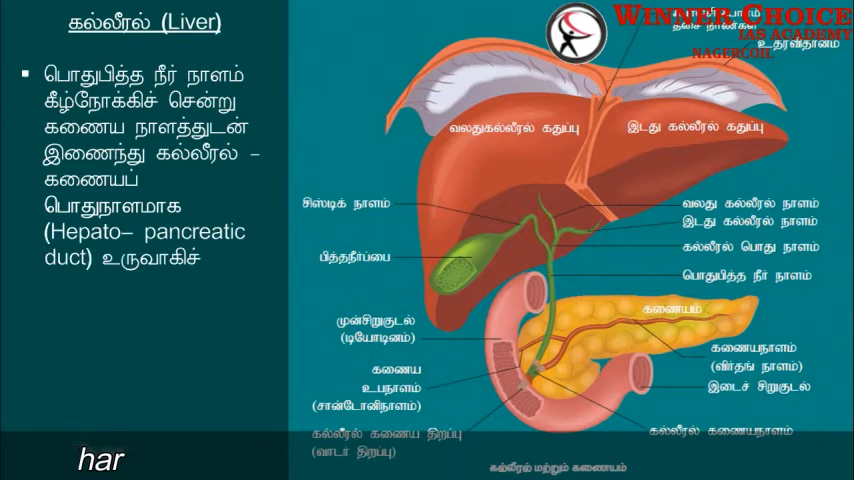 கல்லீரல் (Liver)
▪ பொதுபித்த நீர் நாளம்
கீழ்நோக்கிச் சென்று
கணைய நாளத்துடன்
இணைந்து கல்லீரல் –
கணையப்
பொதுநாளமாக
(Hepato– pancreatic
duct) உருவாகிச்
WINNER CHOICE
IAS ACADEMY
NAGERCOIL
தசை நாண்கள்
உதரவிதானம்
வலதுகல்லீரல் கதுப்பு
இடது கல்லீரல் கதுப்பு
சிஸ்டிக் நாளம்
வலது கல்லீரல் நாளம்
இடது கல்லீரல் நாளம்
கல்லீரல் பொது நாளம்
பித்தநீர்ப்பை
பொதுபித்த நீர் நாளம்
கணையம்
முன்சிறுகுடல்
(டியோடினம்)
கணையநாளம்
(விர்தங் நாளம்)
கணைய
உபநாளம்
(சான்டோனிநாளம்)
இடைச் சிறுகுடல்
கல்லீரல் கணைய திறப்பு
(வாடர் திறப்பு)
கல்லீரல் கணையநாளம்
கல்லீரல் மற்றும் கணையம்
har